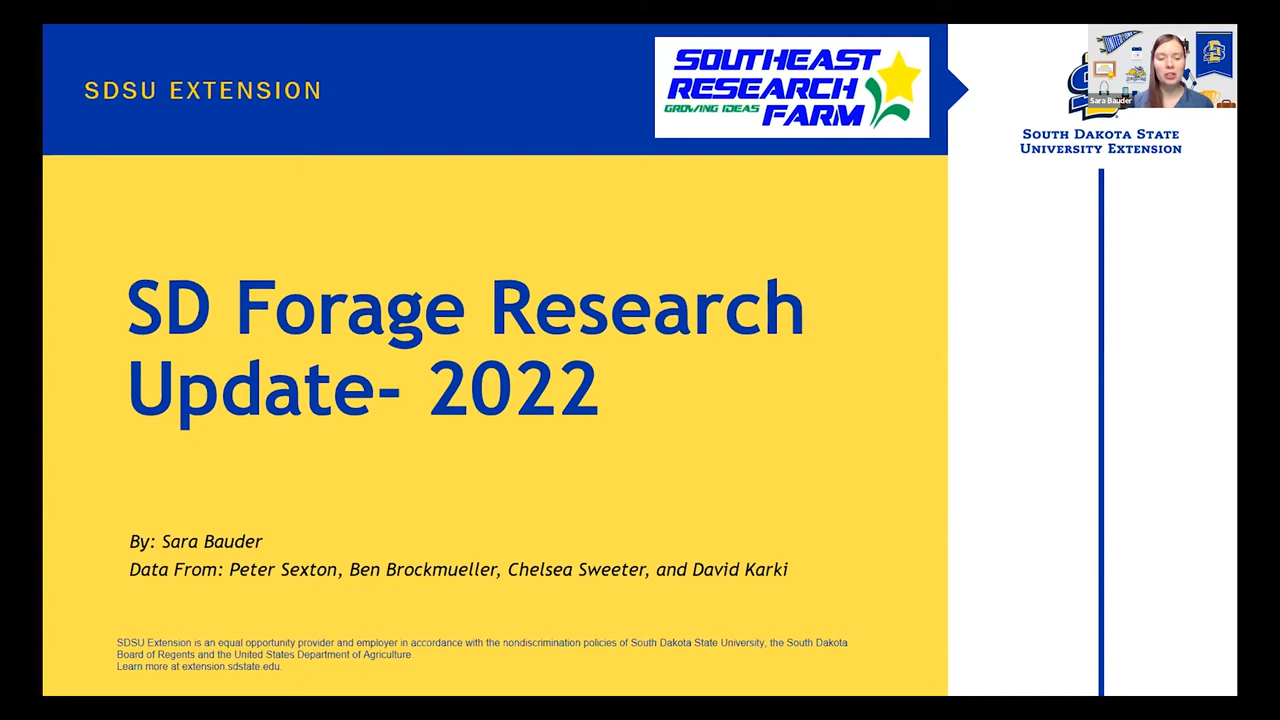 SDSU EXTENSION
SOUTHEAST
RESEARCH
GROWING IDEAS FARM
Sara Bauder
SOUTH DAKOTA STATE
UNIVERSITY EXTENSION
SD Forage Research
Update- 2022
By: Sara Bauder
Data From: Peter Sexton, Ben Brockmueller, Chelsea Sweeter, and David Karki
SDSU Extension is an equal opportunity provider and employer in accordance with the nondiscrimination policies of South Dakota State University, the South Dakota
Board of Regents and the United States Department of Agriculture.
Learn more at extension.sdstate.edu.